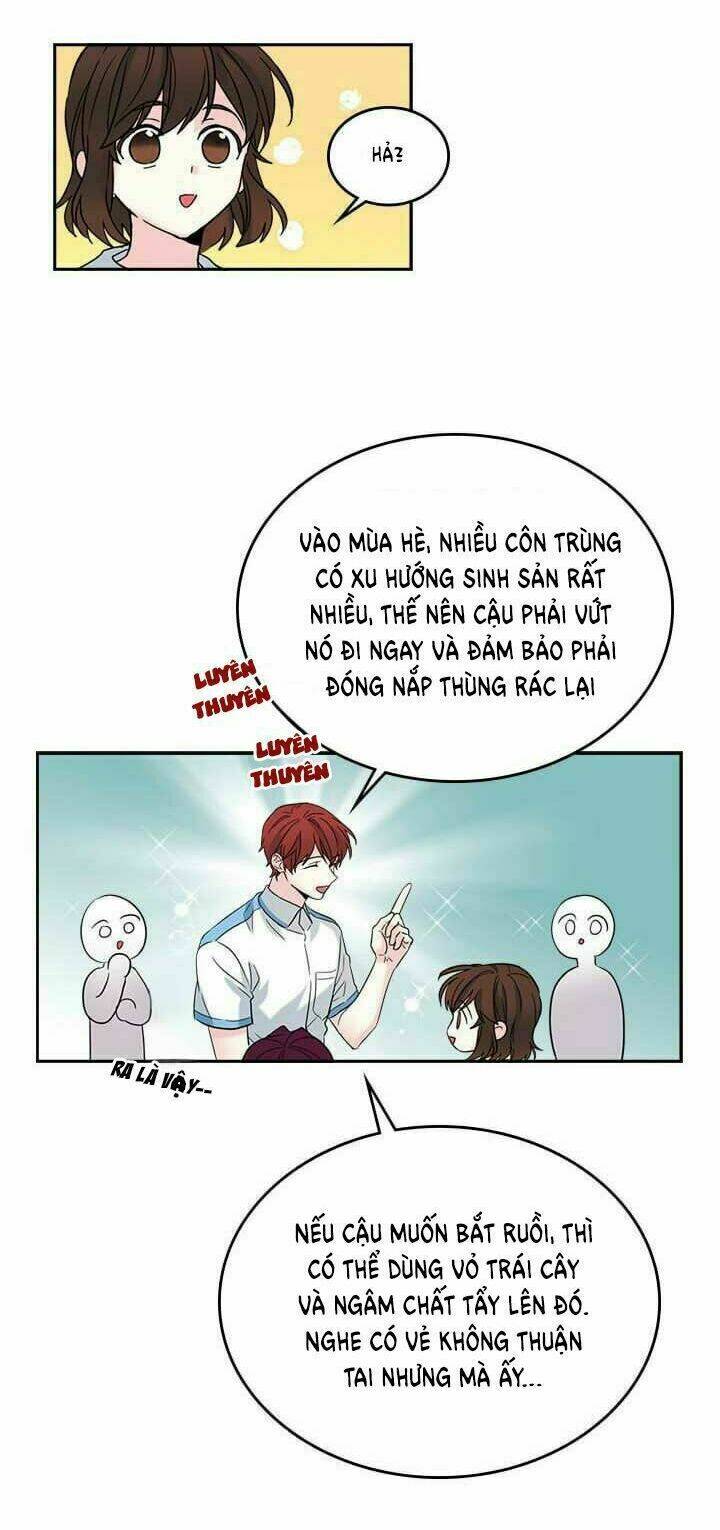 HẢ?
VÀO MÙA HÈ, NHIỀU CÔN TRÙNG
CÓ XU HƯỚNG SINH SẢN RẤT
NHIỀU, THẾ NÊN CẬU PHẢI VỨT
NÓ ĐI NGAY VÀ ĐẢM BẢO PHẢI
ĐÓNG NẮP THÙNG RÁC LẠI
LUYÊN
THUYÊN
LUYÊN
THUYÊN
RA LÀ VẬY--
NẾU CẬU MUỐN BẮT RUỒI, THÌ
CÓ THỂ DÙNG VỎ TRÁI CÂY
VÀ NGÂM CHẤT TẨY LÊN ĐÓ.
NGHE CÓ VẺ KHÔNG THUẬN
TAI NHƯNG MÀ ẤY...